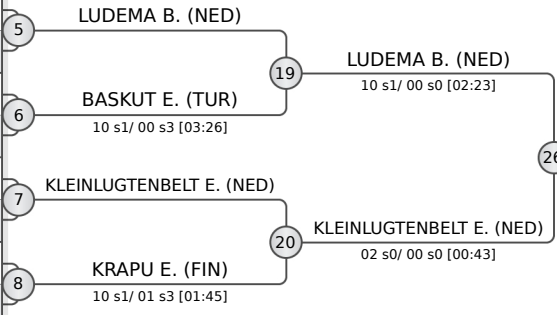 5
LUDEMA B. (NED)
19
LUDEMA B. (NED)
10 s1/ 00 s0 [02:23]
6
BASKUT E. (TUR)
10 s1/ 00 s3 [03:26]
26
7
KLEINLUGTENBELT E. (NED)
20
KLEINLUGTENBELT E. (NED)
02 s0/ 00 s0 [00:43]
8
KRAPU E. (FIN)
10 s1/ 01 s3 [01:45]